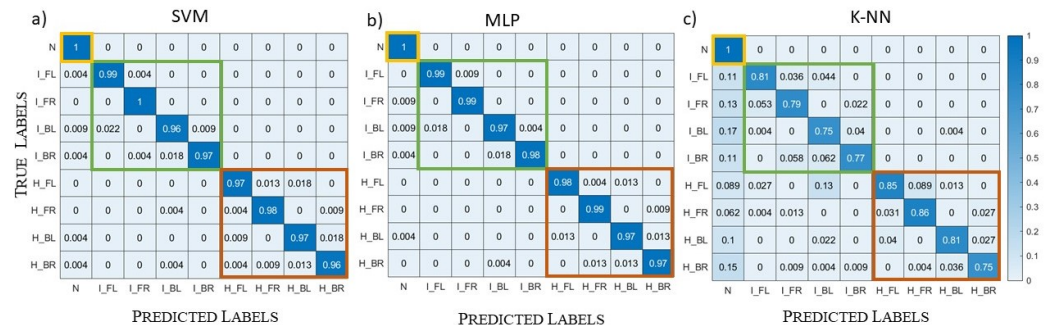 a) SVM b) MLP c) K-NN
TRUE LABELS
N 1 0 0 0 0 0 0 0 0
I_FL 0.004 0.99 0.004 0 0 0 0 0 0
I_FR 0 0 1 0 0 0 0 0 0
I_BL 0.009 0.022 0 0.96 0.009 0 0 0 0
I_BR 0.004 0 0.004 0.018 0.97 0 0 0 0
H_FL 0.004 0 0 0 0 0.97 0.013 0.018 0
H_FR 0 0 0 0.004 0 0.004 0.98 0 0.009
H_BL 0.004 0 0 0 0 0.009 0 0.97 0.018
H_BR 0.004 0 0 0.004 0 0.004 0.009 0.013 0.96
N I_FL I_FR I_BL I_BR H_FL H_FR H_BL H_BR
PREDICTED LABELS
N 1 0 0 0 0 0 0 0 0
I_FL 0 0.99 0.009 0 0 0 0 0 0
I_FR 0.009 0 0.99 0 0 0 0 0 0
I_BL 0.009 0.018 0 0.97 0.004 0 0 0 0
I_BR 0.004 0 0 0.018 0.98 0 0 0 0
H_FL 0.004 0 0 0 0 0.98 0.004 0.013 0
H_FR 0 0 0 0 0 0 0.99 0 0.009
H_BL 0.004 0 0 0 0 0.013 0 0.97 0.013
H_BR 0 0 0 0.004 0 0 0.013 0.013 0.97
N I_FL I_FR I_BL I_BR H_FL H_FR H_BL H_BR
PREDICTED LABELS
N 1 0 0 0 0 0 0 0 0
I_FL 0.11 0.81 0.036 0.044 0 0 0 0 0
I_FR 0.13 0.053 0.79 0 0.022 0 0 0 0
I_BL 0.17 0.004 0 0.75 0.04 0 0 0.004 0
I_BR 0.11 0 0.058 0.062 0.77 0 0 0 0
H_FL 0.089 0.027 0 0.13 0 0.85 0.089 0.013 0
H_FR 0.062 0.004 0.013 0 0 0.031 0.86 0 0.027
H_BL 0.1 0 0 0.022 0 0.04 0 0.81 0.027
H_BR 0.15 0 0.009 0.004 0.009 0 0.004 0.036 0.75
N I_FL I_FR I_BL I_BR H_FL H_FR H_BL H_BR
PREDICTED LABELS
1
0.9
0.8
0.7
0.6
0.5
0.4
0.3
0.2
0.1
0